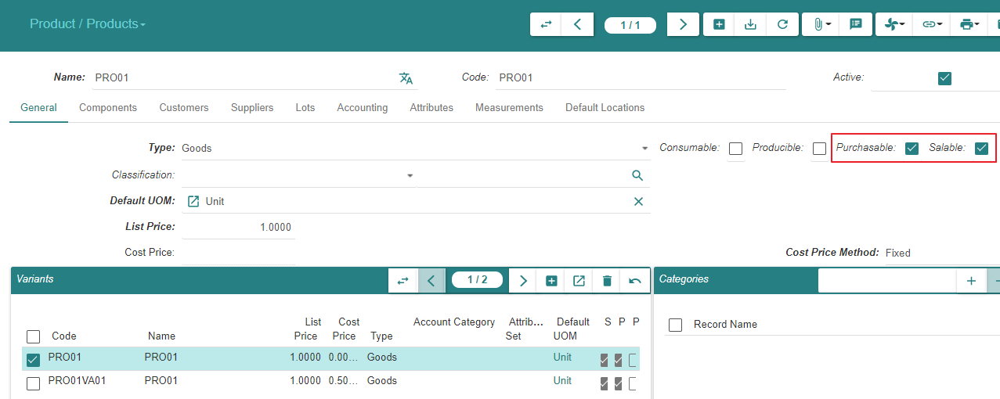 Product / Products
1 / 1
Name: PRO01 Code: PRO01 Active:
General Components Customers Suppliers Lots Accounting Attributes Measurements Default Locations
Type: Goods Consumable: Producible: Purchasable: Salable:
Classification:
Default UOM: Unit
List Price: 1.0000
Cost Price: Cost Price Method: Fixed
Variants 1 / 2 Categories
List Cost Account Category Attrib... Default S P P Record Name
Code Name Price Price Type Set UOM
PRO01 PRO01 1.0000 0.00... Goods Unit
PRO01VA01 PRO01 1.0000 0.50... Goods Unit